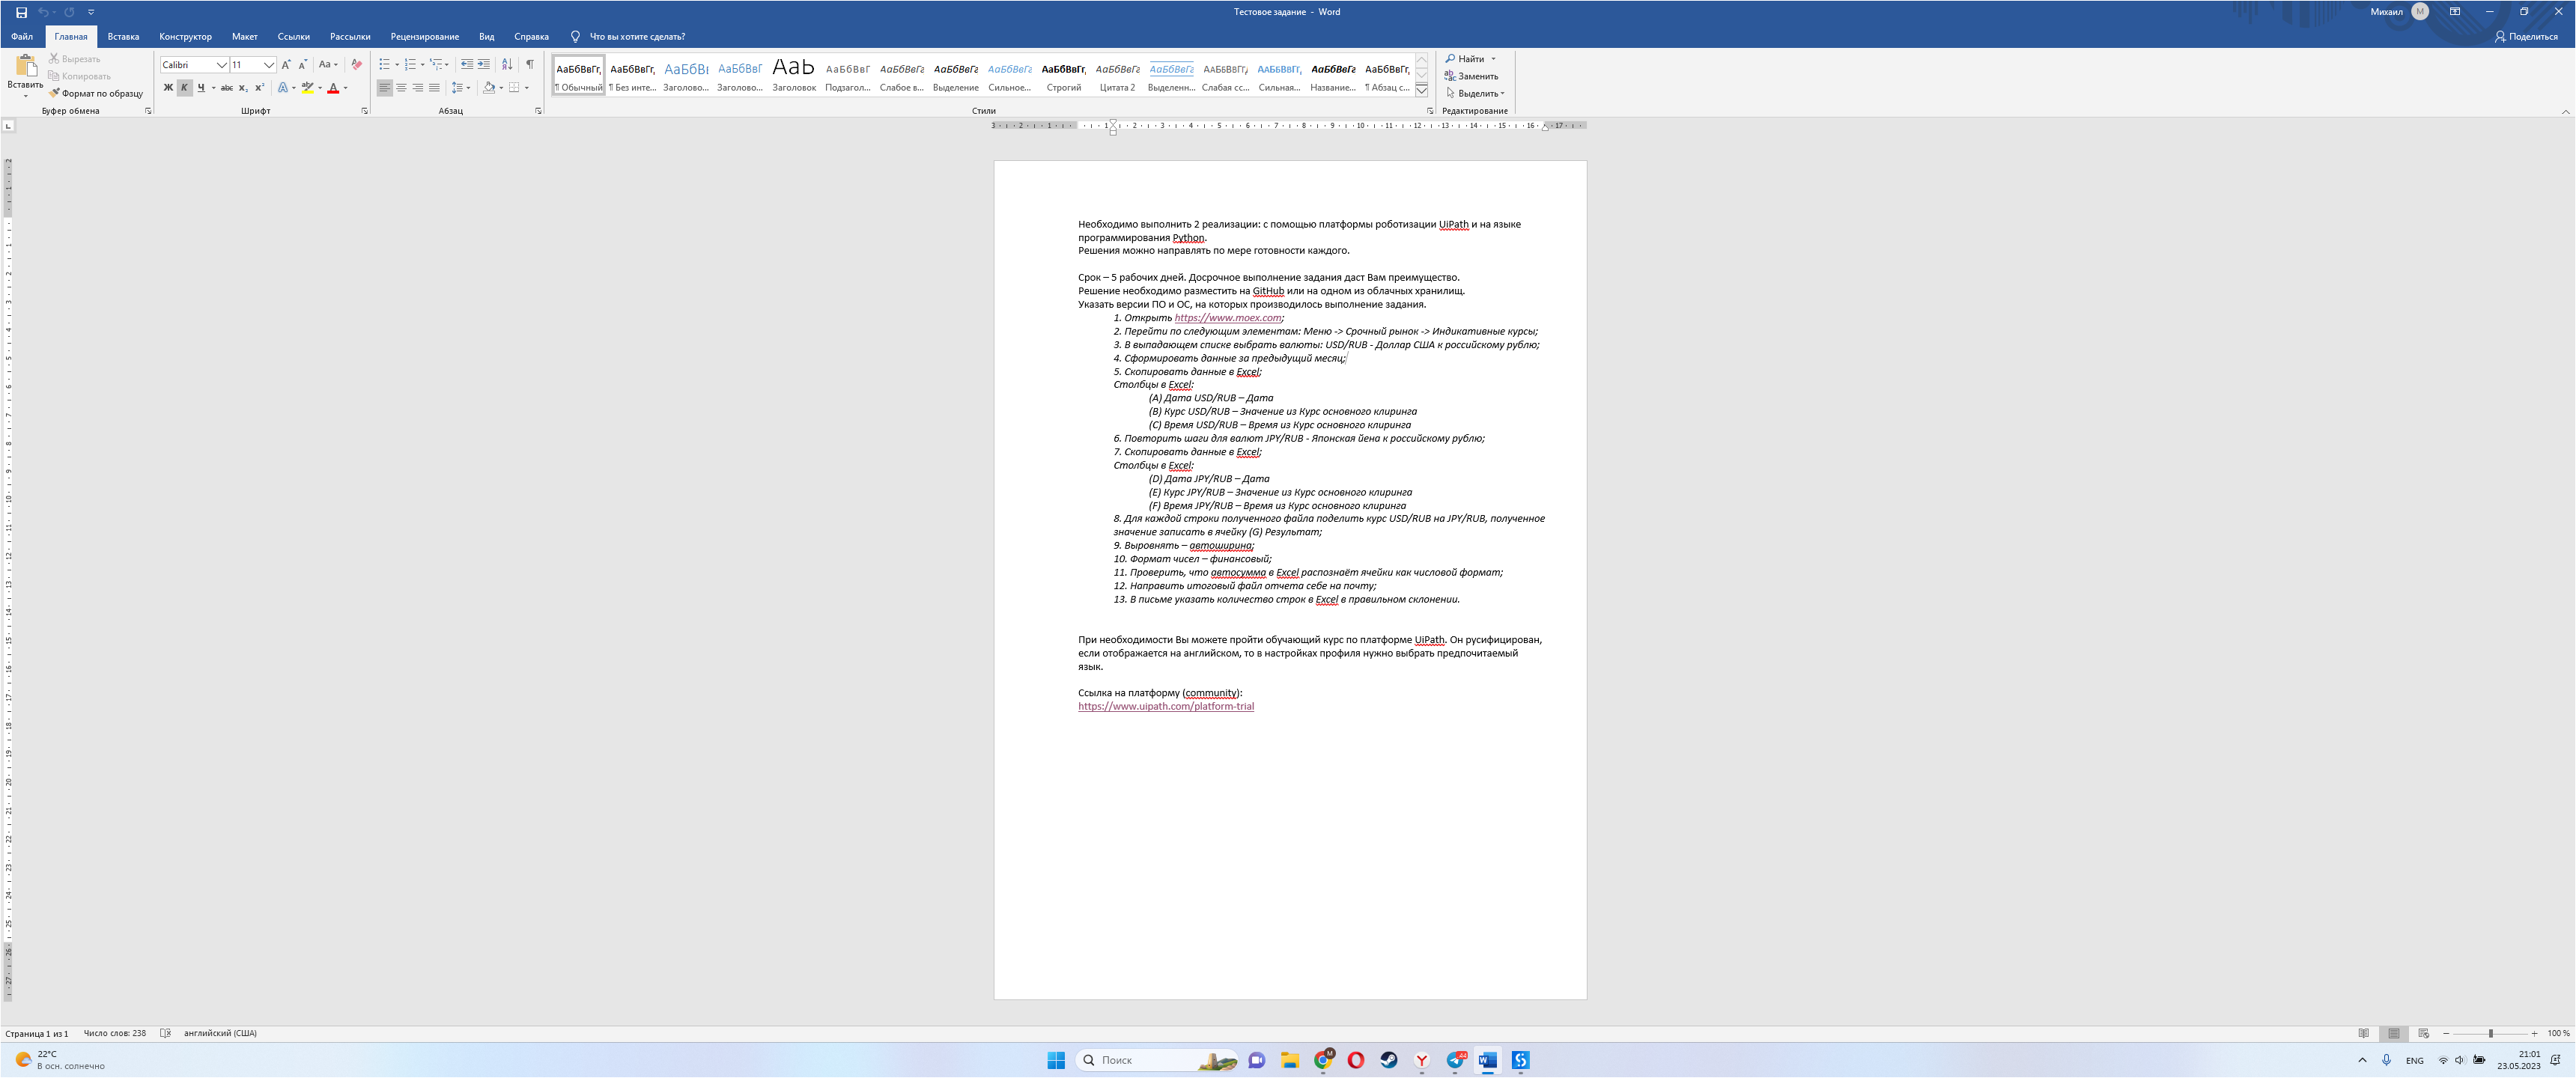 Тестовое задание - Word
Михаил
М
Файл Главная Вставка Конструктор Макет Ссылки Рассылки Рецензирование Вид Справка Что вы хотите сделать? Поделиться
Вставить
Вырезать
Копировать
Формат по образцу
Буфер обмена
Calibri 11
Шрифт
Абзац
АаБбВвГг, АаБбВвГг, АаБбВі АаБбВвГ АаЬ АаБбВвГ АаБбВвГг АаБбВвГг АаБбВвГг АаБбВвГг, АаБбВвГг АаБбВвГг ААББВВГГ, ААББВВГГ, АаБбВвГг АаБбВвГг,
¶ Обычный ¶ Без инте... Заголово... Заголово... Заголовок Подзагол... Слабое в... Выделение Сильное... Строгий Цитата 2 Выделенн... Слабая сс... Сильная... Название... ¶ Абзац с...
Стили
Найти
Заменить
Выделить
Редактирование
Необходимо выполнить 2 реализации: с помощью платформы роботизации UiPath и на языке
программирования Python.
Решения можно направлять по мере готовности каждого.
Срок – 5 рабочих дней. Досрочное выполнение задания даст Вам преимущество.
Решение необходимо разместить на GitHub или на одном из облачных хранилищ.
Указать версии ПО и ОС, на которых производилось выполнение задания.
1. Открыть https://www.moex.com;
2. Перейти по следующим элементам: Меню -> Срочный рынок -> Индикативные курсы;
3. В выпадающем списке выбрать валюты: USD/RUB - Доллар США к российскому рублю;
4. Сформировать данные за предыдущий месяц;
5. Скопировать данные в Excel;
Столбцы в Excel:
(A) Дата USD/RUB – Дата
(B) Курс USD/RUB – Значение из Курс основного клиринга
(C) Время USD/RUB – Время из Курс основного клиринга
6. Повторить шаги для валют JPY/RUB - Японская йена к российскому рублю;
7. Скопировать данные в Excel;
Столбцы в Excel:
(D) Дата JPY/RUB – Дата
(E) Курс JPY/RUB – Значение из Курс основного клиринга
(F) Время JPY/RUB – Время из Курс основного клиринга
8. Для каждой строки полученного файла поделить курс USD/RUB на JPY/RUB, полученное
значение записать в ячейку (G) Результат;
9. Выровнять – автоширина;
10. Формат чисел – финансовый;
11. Проверить, что автосумма в Excel распознаёт ячейки как числовой формат;
12. Направить итоговый файл отчета себе на почту;
13. В письме указать количество строк в Excel в правильном склонении.
При необходимости Вы можете пройти обучающий курс по платформе UiPath. Он русифицирован,
если отображается на английском, то в настройках профиля нужно выбрать предпочитаемый
язык.
Ссылка на платформу (community):
https://www.uipath.com/platform-trial
Страница 1 из 1 Число слов: 238 английский (США) 100 %
22°C
В осн. солнечно
Поиск
44
ENG
21:01
23.05.2023